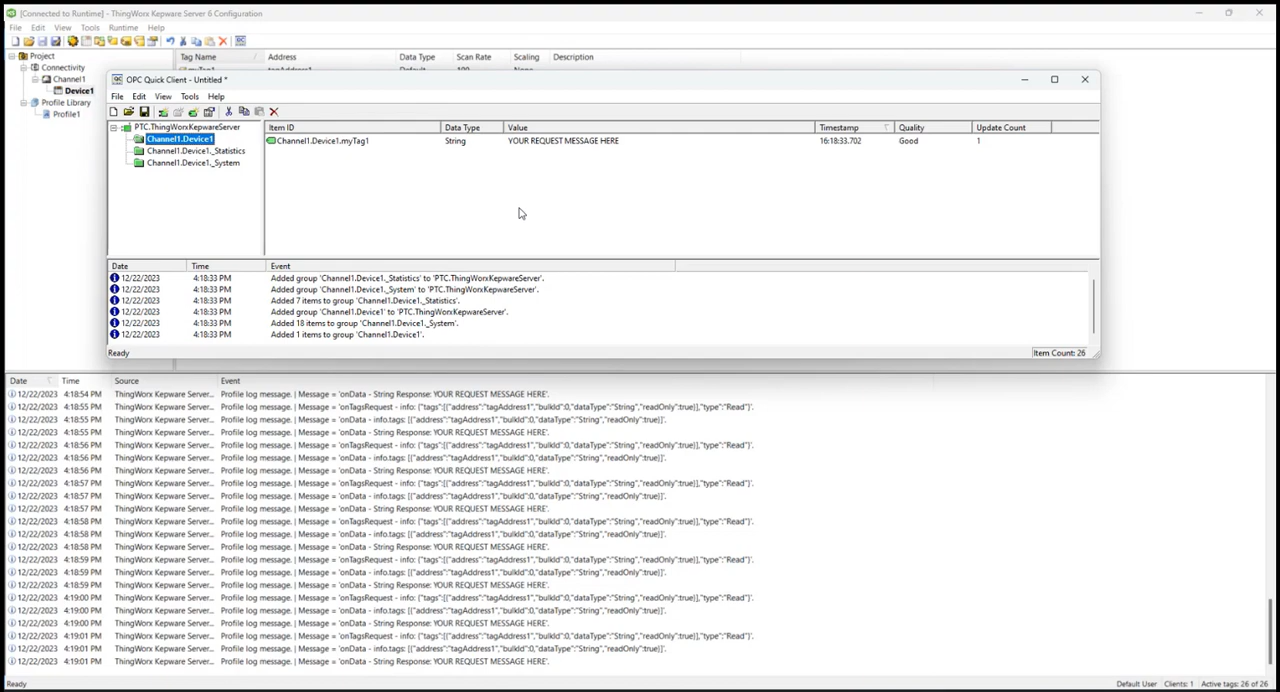 [Connected to Runtime] - ThingWorx Kepware Server 6 Configuration
File Edit View Tools Runtime Help
Project
Connectivity
Channel1
Device1
Profile Library
Profile1
Tag Name Address Data Type Scan Rate Scaling Description
OPC Quick Client - Untitled *
File Edit View Tools Help
PTC.ThingWorxKepwareServer
Channel1.Device1
Channel1.Device1._Statistics
Channel1.Device1._System
Item ID Data Type Value Timestamp Quality Update Count
Channel1.Device1.myTag1 String YOUR REQUEST MESSAGE HERE 16:18:33.702 Good 1
Date Time Event
12/22/2023 4:18:33 PM Added group 'Channel1.Device1._Statistics' to 'PTC.ThingWorxKepwareServer'.
12/22/2023 4:18:33 PM Added group 'Channel1.Device1._System' to 'PTC.ThingWorxKepwareServer'.
12/22/2023 4:18:33 PM Added 7 items to group 'Channel1.Device1._Statistics'.
12/22/2023 4:18:33 PM Added group 'Channel1.Device1' to 'PTC.ThingWorxKepwareServer'.
12/22/2023 4:18:33 PM Added 18 items to group 'Channel1.Device1._System'.
12/22/2023 4:18:33 PM Added 1 items to group 'Channel1.Device1'.
Ready Item Count: 26
Date Time Source Event
12/22/2023 4:18:54 PM ThingWorx Kepware Server... Profile log message. | Message = 'onData - String Response: YOUR REQUEST MESSAGE HERE'.
12/22/2023 4:18:55 PM ThingWorx Kepware Server... Profile log message. | Message = 'onTagsRequest - info: {"tags":[{"address":"tagAddress1","bulkId":0,"dataType":"String","readOnly":true}],"type":"Read"}'.
12/22/2023 4:18:55 PM ThingWorx Kepware Server... Profile log message. | Message = 'onData - info.tags: [{"address":"tagAddress1","bulkId":0,"dataType":"String","readOnly":true}]'.
12/22/2023 4:18:55 PM ThingWorx Kepware Server... Profile log message. | Message = 'onData - String Response: YOUR REQUEST MESSAGE HERE'.
12/22/2023 4:18:56 PM ThingWorx Kepware Server... Profile log message. | Message = 'onTagsRequest - info: {"tags":[{"address":"tagAddress1","bulkId":0,"dataType":"String","readOnly":true}],"type":"Read"}'.
12/22/2023 4:18:56 PM ThingWorx Kepware Server... Profile log message. | Message = 'onData - info.tags: [{"address":"tagAddress1","bulkId":0,"dataType":"String","readOnly":true}]'.
12/22/2023 4:18:56 PM ThingWorx Kepware Server... Profile log message. | Message = 'onData - String Response: YOUR REQUEST MESSAGE HERE'.
12/22/2023 4:18:57 PM ThingWorx Kepware Server... Profile log message. | Message = 'onTagsRequest - info: {"tags":[{"address":"tagAddress1","bulkId":0,"dataType":"String","readOnly":true}],"type":"Read"}'.
12/22/2023 4:18:57 PM ThingWorx Kepware Server... Profile log message. | Message = 'onData - info.tags: [{"address":"tagAddress1","bulkId":0,"dataType":"String","readOnly":true}]'.
12/22/2023 4:18:57 PM ThingWorx Kepware Server... Profile log message. | Message = 'onData - String Response: YOUR REQUEST MESSAGE HERE'.
12/22/2023 4:18:58 PM ThingWorx Kepware Server... Profile log message. | Message = 'onTagsRequest - info: {"tags":[{"address":"tagAddress1","bulkId":0,"dataType":"String","readOnly":true}],"type":"Read"}'.
12/22/2023 4:18:58 PM ThingWorx Kepware Server... Profile log message. | Message = 'onData - info.tags: [{"address":"tagAddress1","bulkId":0,"dataType":"String","readOnly":true}]'.
12/22/2023 4:18:58 PM ThingWorx Kepware Server... Profile log message. | Message = 'onData - String Response: YOUR REQUEST MESSAGE HERE'.
12/22/2023 4:18:59 PM ThingWorx Kepware Server... Profile log message. | Message = 'onTagsRequest - info: {"tags":[{"address":"tagAddress1","bulkId":0,"dataType":"String","readOnly":true}],"type":"Read"}'.
12/22/2023 4:18:59 PM ThingWorx Kepware Server... Profile log message. | Message = 'onData - info.tags: [{"address":"tagAddress1","bulkId":0,"dataType":"String","readOnly":true}]'.
12/22/2023 4:18:59 PM ThingWorx Kepware Server... Profile log message. | Message = 'onData - String Response: YOUR REQUEST MESSAGE HERE'.
12/22/2023 4:19:00 PM ThingWorx Kepware Server... Profile log message. | Message = 'onTagsRequest - info: {"tags":[{"address":"tagAddress1","bulkId":0,"dataType":"String","readOnly":true}],"type":"Read"}'.
12/22/2023 4:19:00 PM ThingWorx Kepware Server... Profile log message. | Message = 'onData - info.tags: [{"address":"tagAddress1","bulkId":0,"dataType":"String","readOnly":true}]'.
12/22/2023 4:19:00 PM ThingWorx Kepware Server... Profile log message. | Message = 'onData - String Response: YOUR REQUEST MESSAGE HERE'.
12/22/2023 4:19:01 PM ThingWorx Kepware Server... Profile log message. | Message = 'onTagsRequest - info: {"tags":[{"address":"tagAddress1","bulkId":0,"dataType":"String","readOnly":true}],"type":"Read"}'.
12/22/2023 4:19:01 PM ThingWorx Kepware Server... Profile log message. | Message = 'onData - info.tags: [{"address":"tagAddress1","bulkId":0,"dataType":"String","readOnly":true}]'.
12/22/2023 4:19:01 PM ThingWorx Kepware Server... Profile log message. | Message = 'onData - String Response: YOUR REQUEST MESSAGE HERE'.
Ready Default User Clients: 1 Active tags: 26 of 26